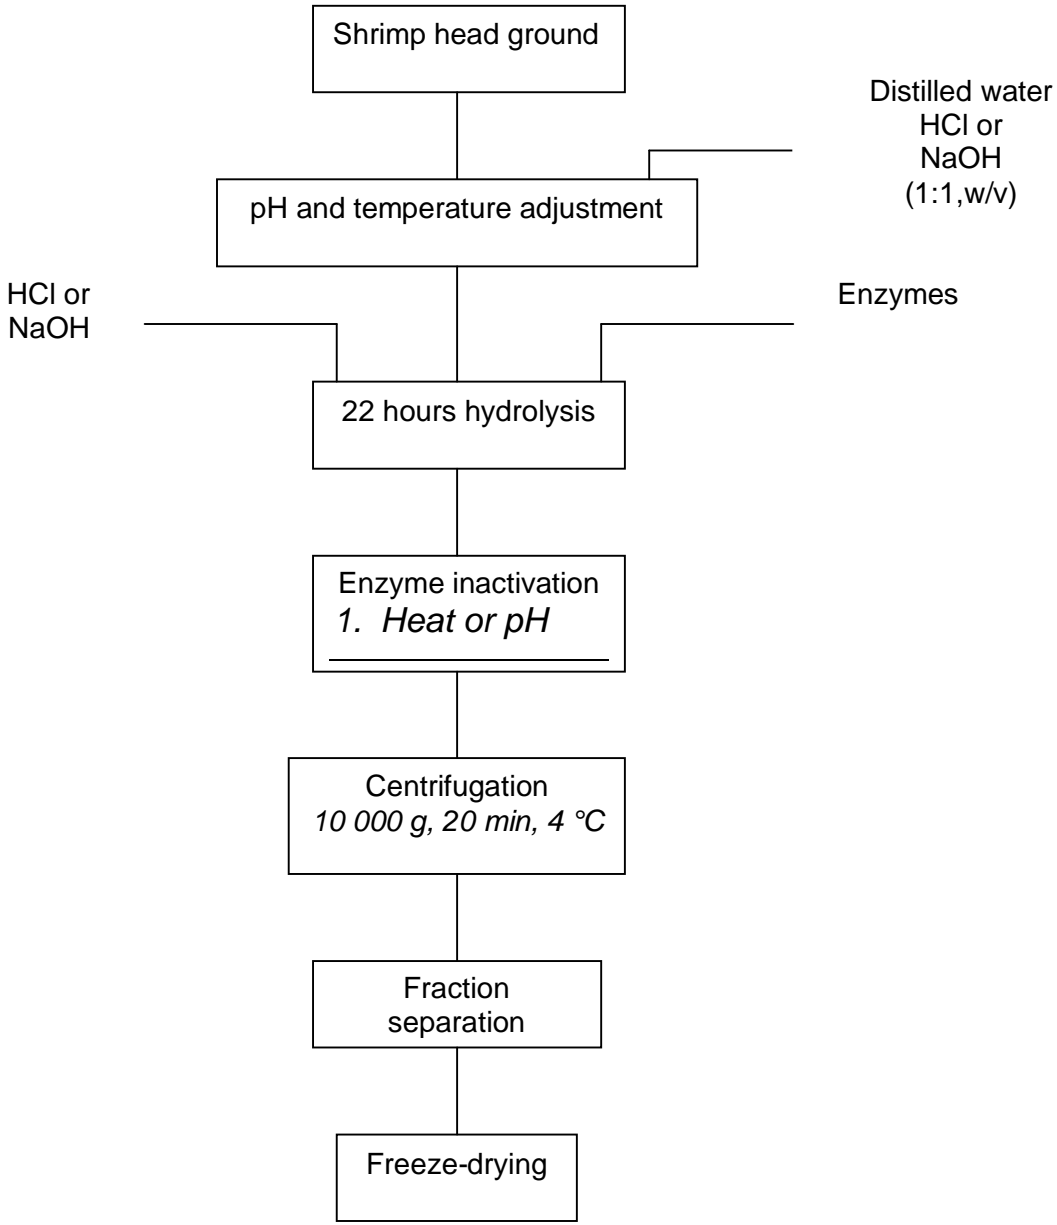 Shrimp head ground
Distilled water
HCl or
NaOH
(1:1,w/v)
pH and temperature adjustment
HCl or
NaOH
Enzymes
22 hours hydrolysis
Enzyme inactivation
1. Heat or pH
Centrifugation
10 000 g, 20 min, 4 °C
Fraction
separation
Freeze-drying